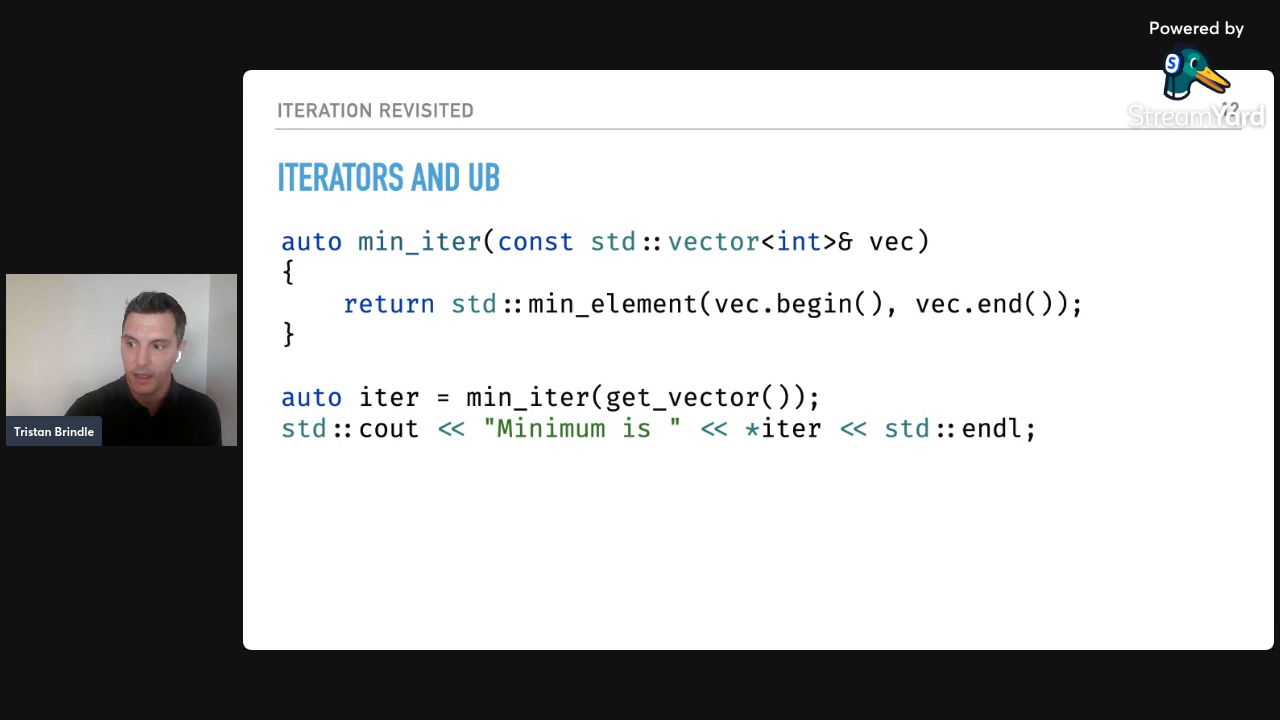 Powered by
StreamYard
ITERATION REVISITED
ITERATORS AND UB
auto min_iter(const std::vector<int>& vec)
{
    return std::min_element(vec.begin(), vec.end());
}
auto iter = min_iter(get_vector());
std::cout << "Minimum is " << *iter << std::endl;
Tristan Brindle